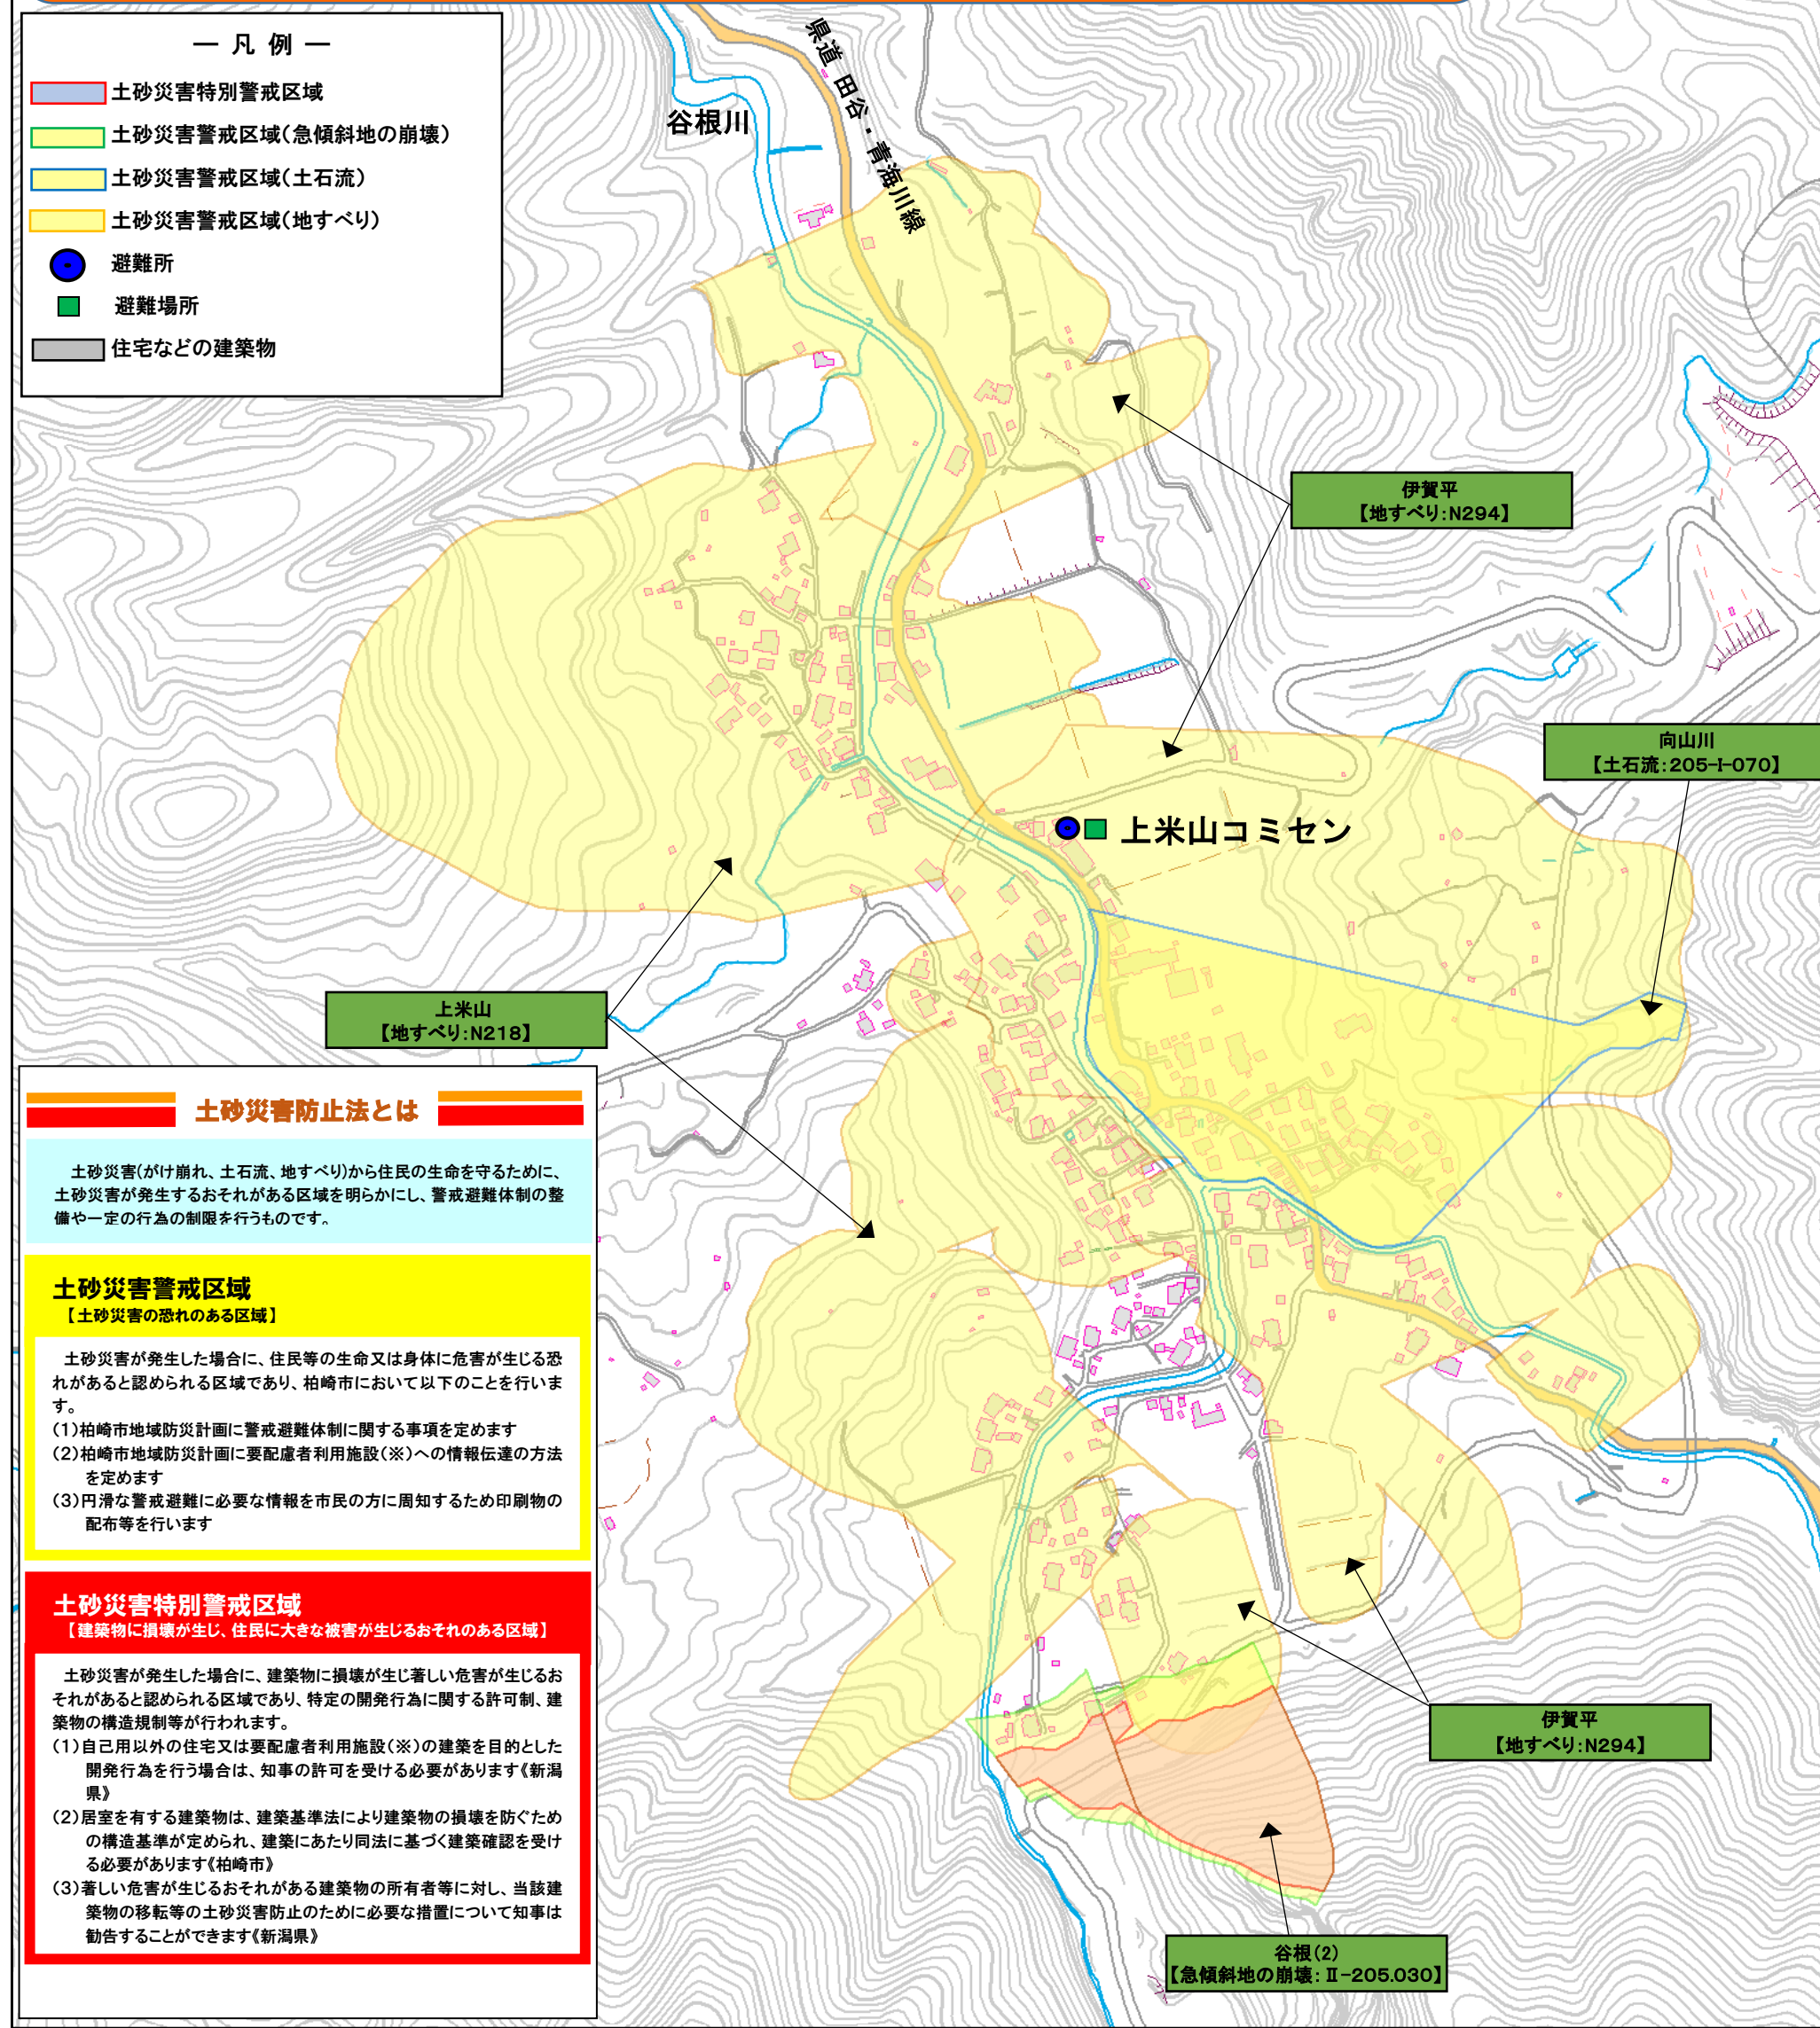 ― 凡 例 ―
土砂災害特別警戒区域
土砂災害警戒区域(急傾斜地の崩壊)
土砂災害警戒区域(土石流)
土砂災害警戒区域(地すべり)
避難所
避難場所
住宅などの建築物
谷根川
県道 田谷・青海川線
伊賀平
【地すべり:N294】
向山川
【土石流:205-Ⅰ-070】
上米山コミセン
上米山
【地すべり:N218】
土砂災害防止法とは
土砂災害(がけ崩れ、土石流、地すべり)から住民の生命を守るために、
土砂災害が発生するおそれがある区域を明らかにし、警戒避難体制の整
備や一定の行為の制限を行うものです。
土砂災害警戒区域
【土砂災害の恐れのある区域】
土砂災害が発生した場合に、住民等の生命又は身体に危害が生じる恐
れがあると認められる区域であり、柏崎市において以下のことを行いま
す。
(1)柏崎市地域防災計画に警戒避難体制に関する事項を定めます
(2)柏崎市地域防災計画に要配慮者利用施設(※)への情報伝達の方法
を定めます
(3)円滑な警戒避難に必要な情報を市民の方に周知するため印刷物の
配布等を行います
土砂災害特別警戒区域
【建築物に損壊が生じ、住民に大きな被害が生じるおそれのある区域】
土砂災害が発生した場合に、建築物に損壊が生じ著しい危害が生じるお
それがあると認められる区域であり、特定の開発行為に関する許可制、建
築物の構造規制等が行われます。
(1)自己用以外の住宅又は要配慮者利用施設(※)の建築を目的とした
開発行為を行う場合は、知事の許可を受ける必要があります《新潟
県》
(2)居室を有する建築物は、建築基準法により建築物の損壊を防ぐため
の構造基準が定められ、建築にあたり同法に基づく建築確認を受け
る必要があります《柏崎市》
(3)著しい危害が生じるおそれがある建築物の所有者等に対し、当該建
築物の移転等の土砂災害防止のために必要な措置について知事は
勧告することができます《新潟県》
伊賀平
【地すべり:N294】
谷根(2)
【急傾斜地の崩壊:Ⅱ-205.030】